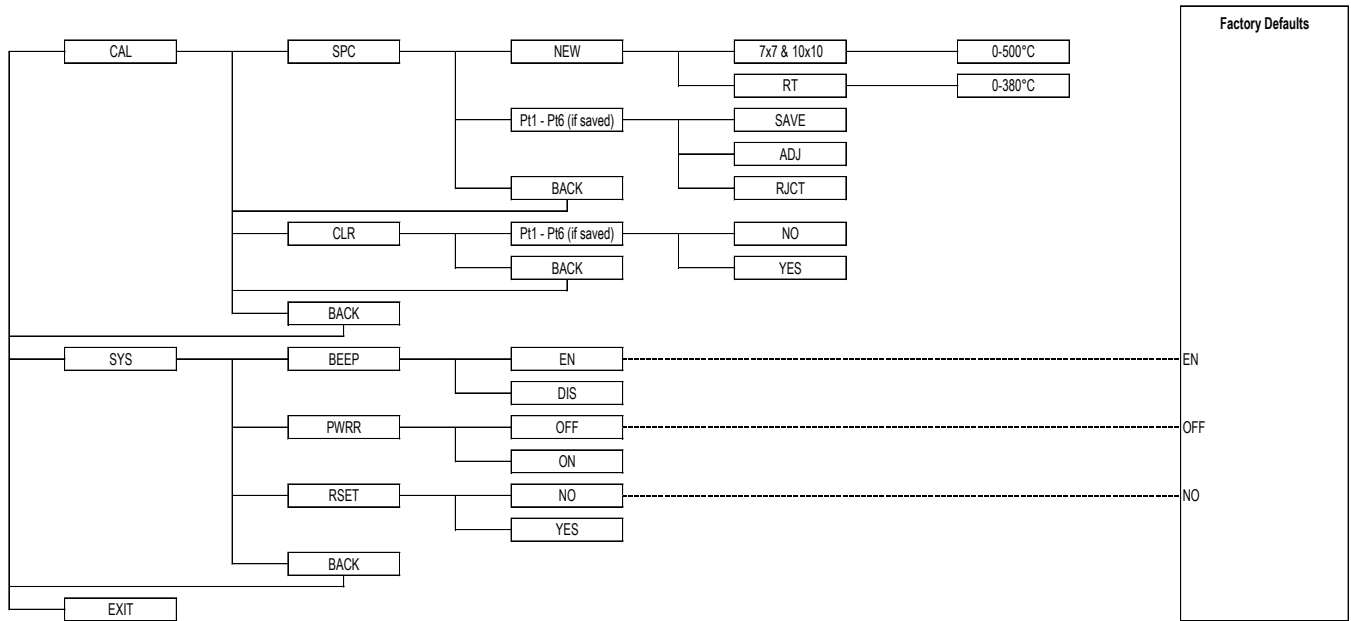 Factory Defaults
CAL
SPC
NEW
7x7 & 10x10
0-500°C
RT
0-380°C
Pt1 - Pt6 (if saved)
SAVE
ADJ
RJCT
BACK
CLR
Pt1 - Pt6 (if saved)
NO
YES
BACK
BACK
SYS
BEEP
EN
EN
DIS
PWRR
OFF
OFF
ON
RSET
NO
NO
YES
BACK
EXIT